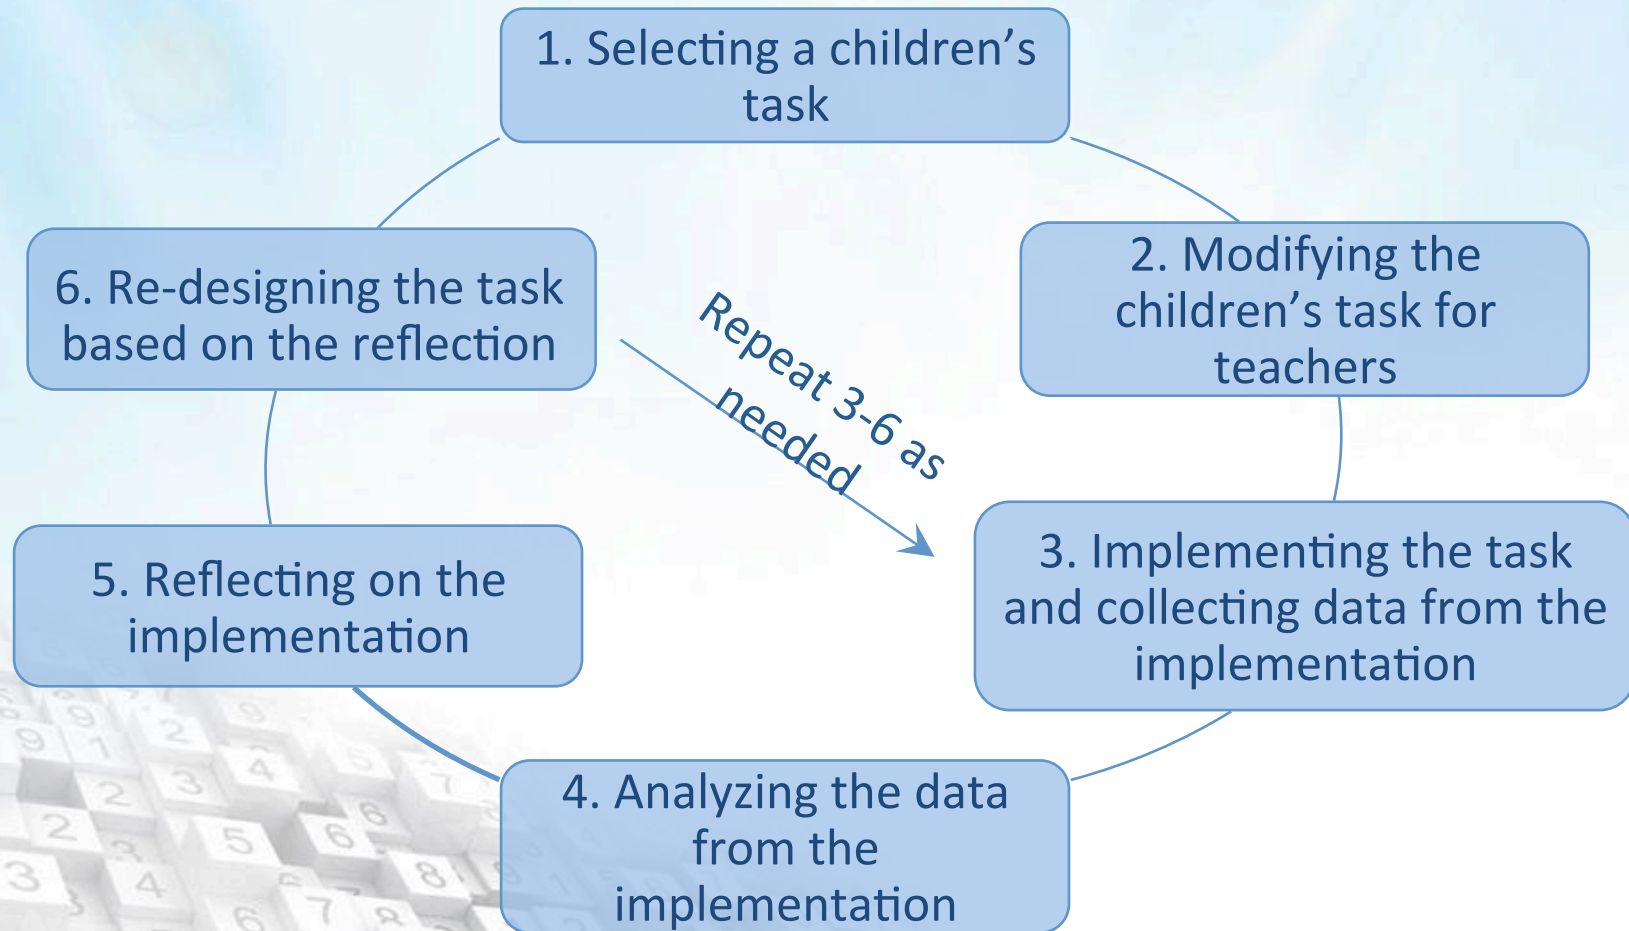 1. Selecting a children’s
task
2. Modifying the
children’s task for
teachers
3. Implementing the task
and collecting data from the
implementation
4. Analyzing the data
from the
implementation
5. Reflecting on the
implementation
6. Re-designing the task
based on the reflection
Repeat 3-6 as
needed